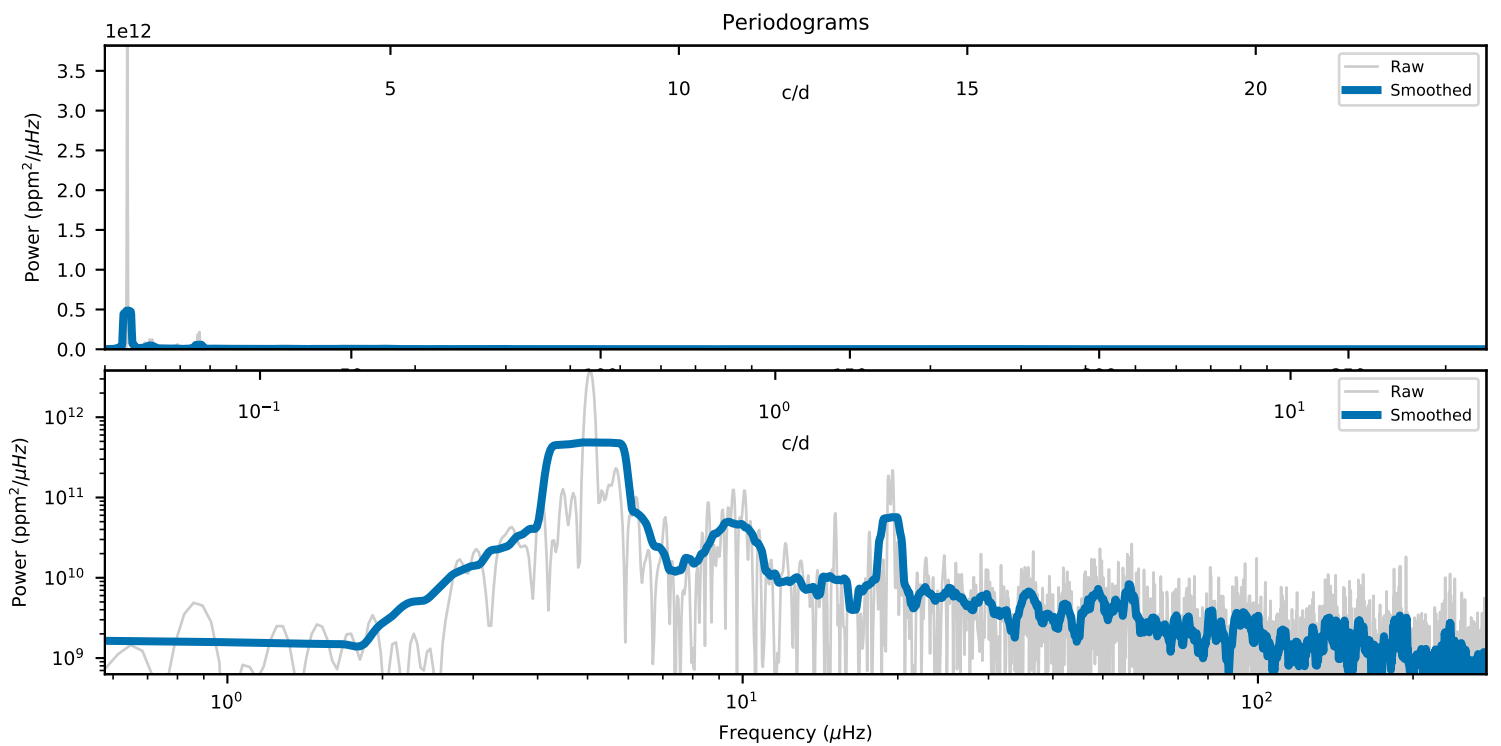 Periodograms
1e12
Power (ppm²/μHz)
3.5
3.0
2.5
2.0
1.5
1.0
0.5
0.0
5 10 15 20
c/d
Raw
Smoothed
Power (ppm²/μHz)
10¹²
10¹¹
10¹⁰
10⁹
10⁻¹ 10⁰ 10¹
c/d
Raw
Smoothed
10⁰ 10¹ 10²
Frequency (μHz)